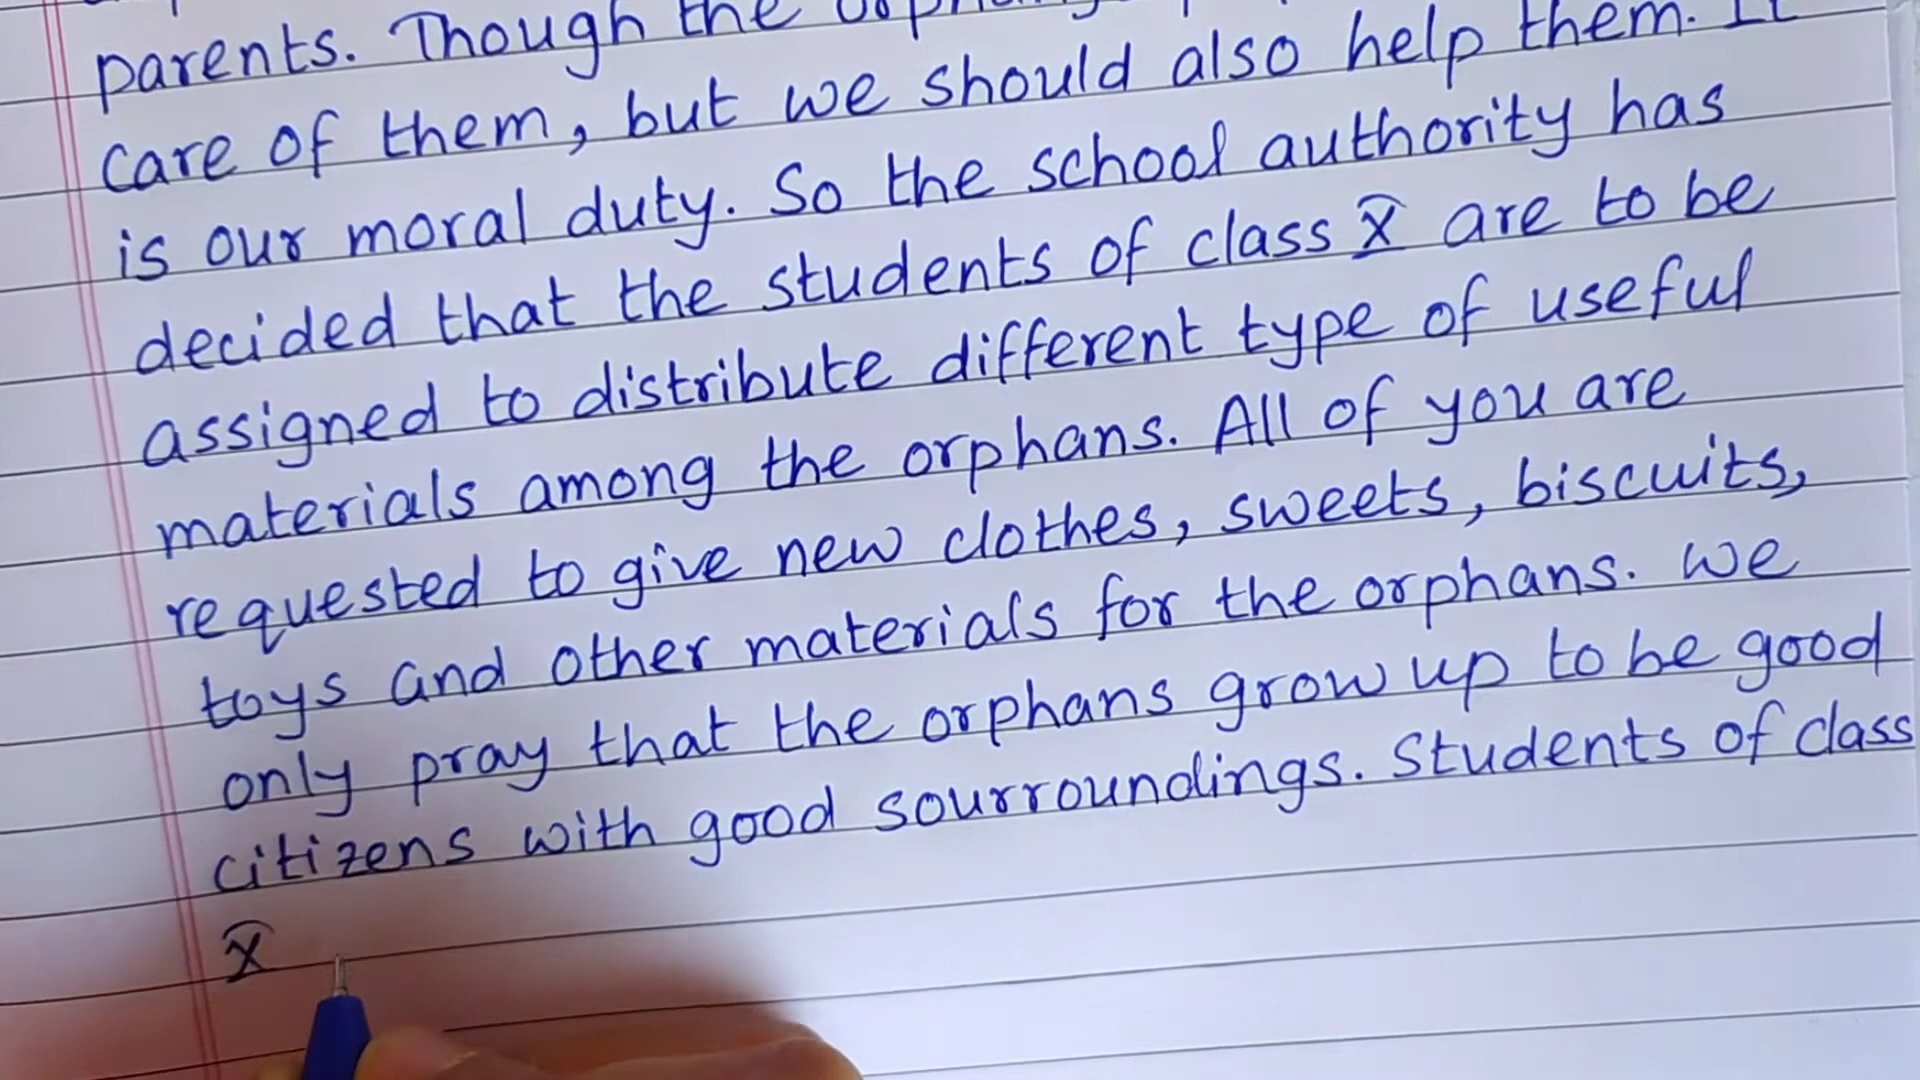 parents. Though the
care of them, but we should also help them. It
is our moral duty. So the school authority has
decided that the students of class X are to be
assigned to distribute different type of useful
materials among the orphans. All of you are
requested to give new clothes, sweets, biscuits,
toys and other materials for the orphans. We
only pray that the orphans grow up to be good
citizens with good sourroundings. Students of class
X